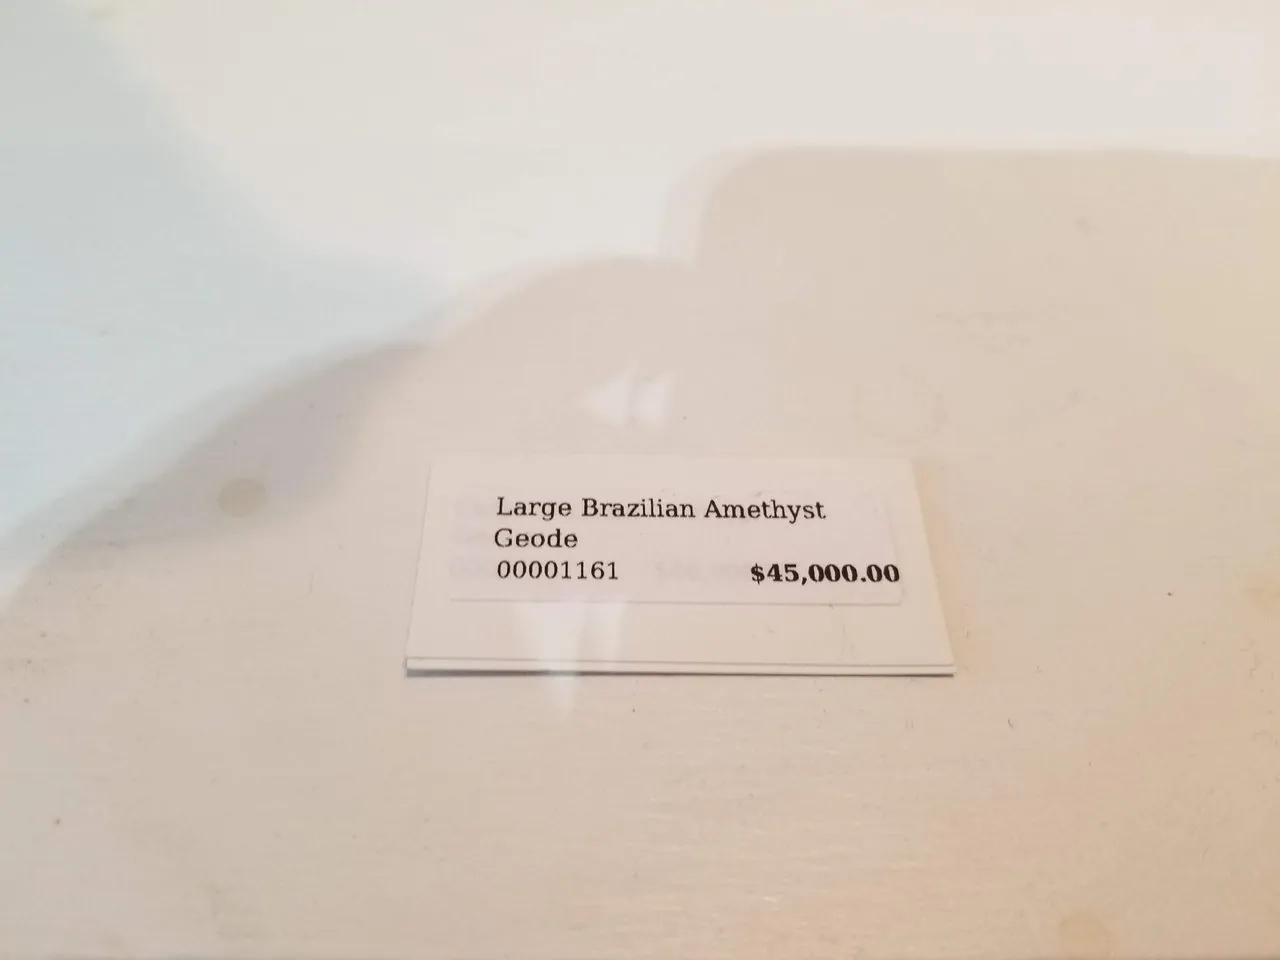 Large Brazilian Amethyst
Geode
00001161 $45,000.00